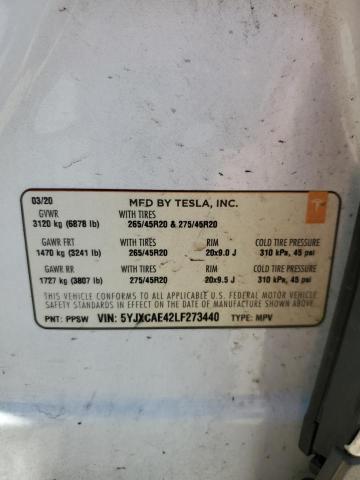 03/20 MFD BY TESLA, INC.
GVWR WITH TIRES
3120 kg (6878 lb) 265/45R20 & 275/45R20
GAWR FRT WITH TIRES RIM COLD TIRE PRESSURE
1470 kg (3241 lb) 265/45R20 20x9.0 J 310 kPa, 45 psi
GAWR RR WITH TIRES RIM COLD TIRE PRESSURE
1727 kg (3807 lb) 275/45R20 20x9.5 J 310 kPa, 45 psi
THIS VEHICLE CONFORMS TO ALL APPLICABLE U.S. FEDERAL MOTOR VEHICLE
SAFETY STANDARDS IN EFFECT ON THE DATE OF MANUFACTURE SHOWN ABOVE.
PNT: PPSW VIN: 5YJXCAE42LF273440 TYPE: MPV